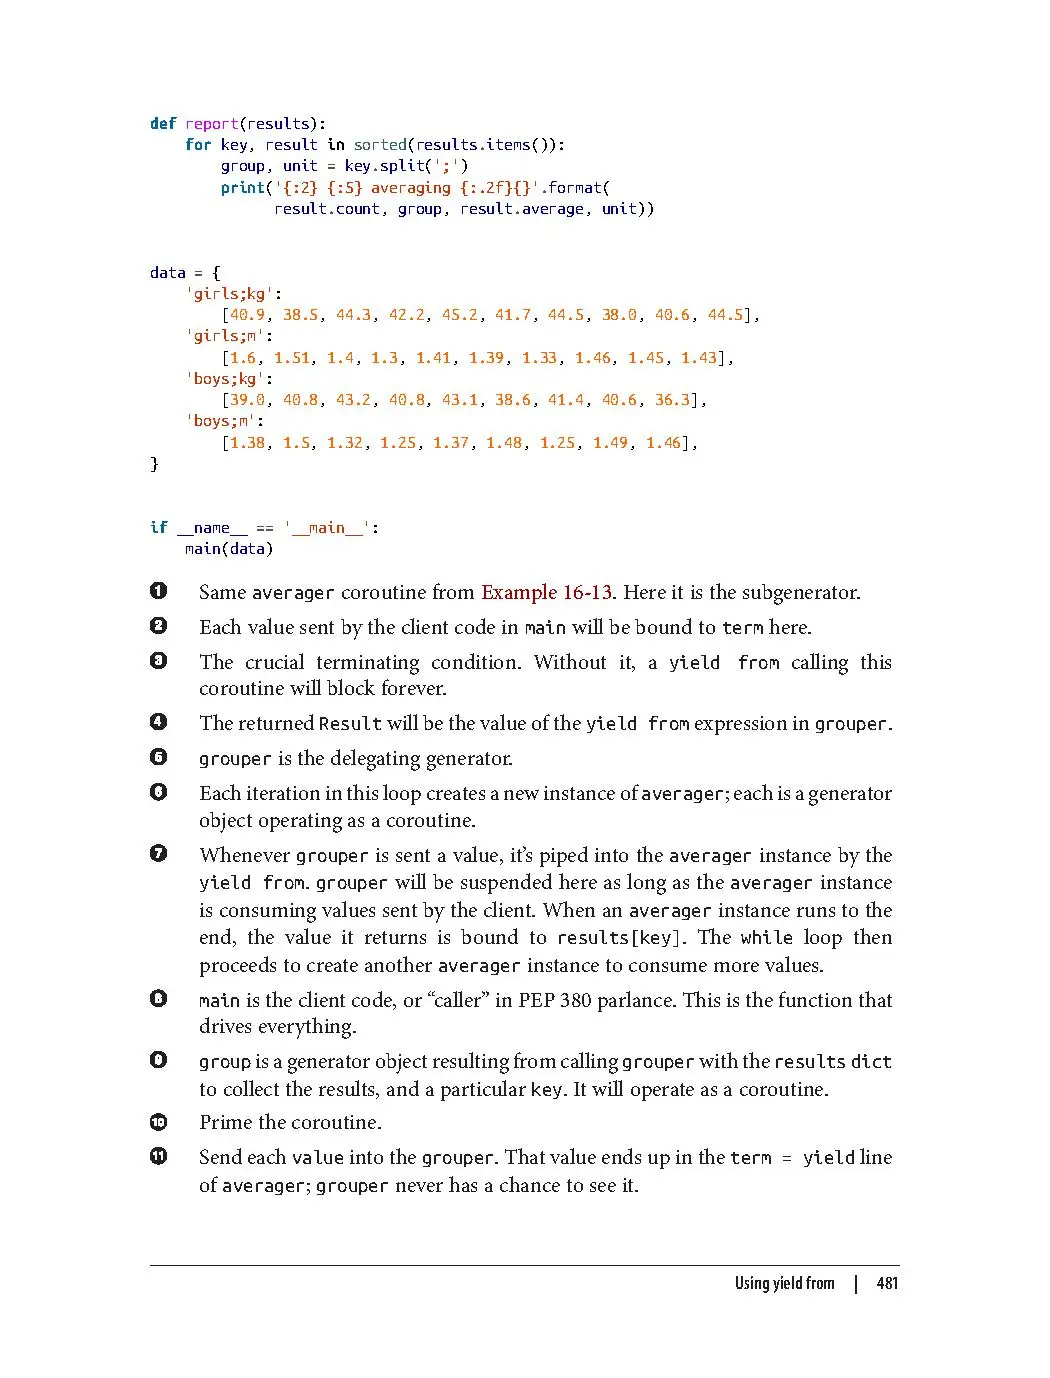 def report(results):
    for key, result in sorted(results.items()):
        group, unit = key.split(';')
        print('{:2} {:5} averaging {:.2f}{}'.format(
              result.count, group, result.average, unit))
data = {
    'girls;kg':
        [40.9, 38.5, 44.3, 42.2, 45.2, 41.7, 44.5, 38.0, 40.6, 44.5],
    'girls;m':
        [1.6, 1.51, 1.4, 1.3, 1.41, 1.39, 1.33, 1.46, 1.45, 1.43],
    'boys;kg':
        [39.0, 40.8, 43.2, 40.8, 43.1, 38.6, 41.4, 40.6, 36.3],
    'boys;m':
        [1.38, 1.5, 1.32, 1.25, 1.37, 1.48, 1.25, 1.49, 1.46],
}
if __name__ == '__main__':
    main(data)
1 Same averager coroutine from Example 16-13. Here it is the subgenerator.
2 Each value sent by the client code in main will be bound to term here.
3 The crucial terminating condition. Without it, a yield from calling this
coroutine will block forever.
4 The returned Result will be the value of the yield from expression in grouper.
5 grouper is the delegating generator.
6 Each iteration in this loop creates a new instance of averager; each is a generator
object operating as a coroutine.
7 Whenever grouper is sent a value, it’s piped into the averager instance by the
yield from. grouper will be suspended here as long as the averager instance
is consuming values sent by the client. When an averager instance runs to the
end, the value it returns is bound to results[key]. The while loop then
proceeds to create another averager instance to consume more values.
8 main is the client code, or “caller” in PEP 380 parlance. This is the function that
drives everything.
9 group is a generator object resulting from calling grouper with the results dict
to collect the results, and a particular key. It will operate as a coroutine.
10 Prime the coroutine.
11 Send each value into the grouper. That value ends up in the term = yield line
of averager; grouper never has a chance to see it.
Using yield from | 481